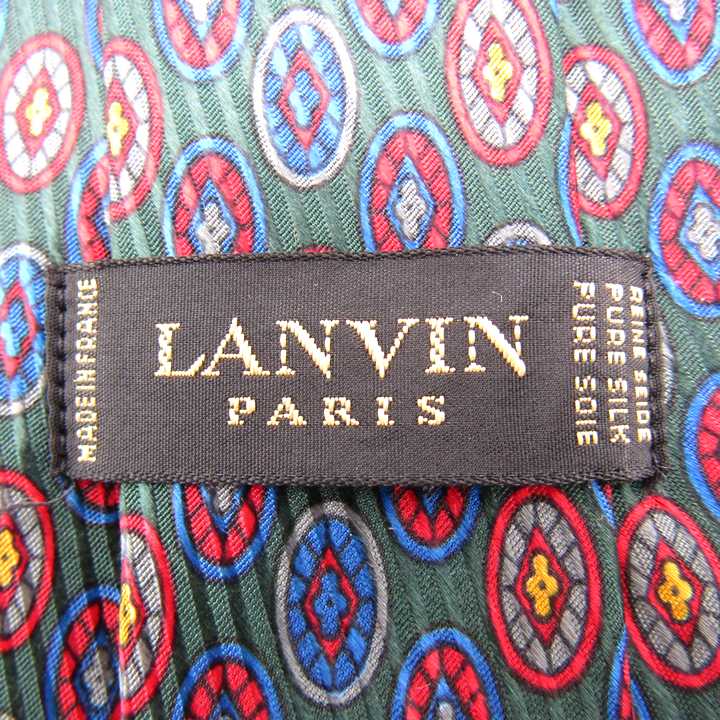 MADE IN FRANCE
LANVIN
PARIS
REINE SEIDE
PURE SILK
PURE SOIE